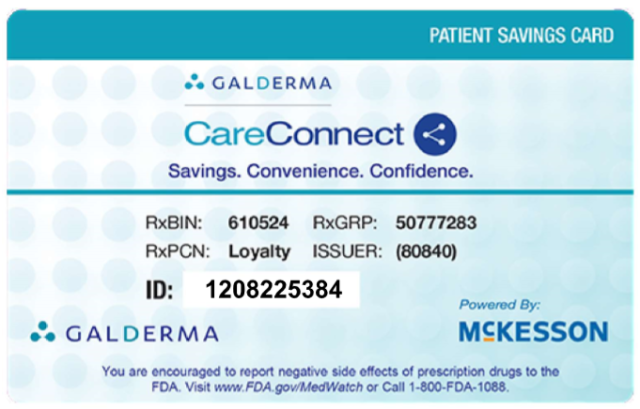 PATIENT SAVINGS CARD
GALDERMA
CareConnect
Savings. Convenience. Confidence.
RxBIN: 610524 RxGRP: 50777283
RxPCN: Loyalty ISSUER: (80840)
ID: 1208225384
Powered By:
GALDERMA MCKESSON
You are encouraged to report negative side effects of prescription drugs to the
FDA. Visit www.FDA.gov/MedWatch or Call 1-800-FDA-1088.